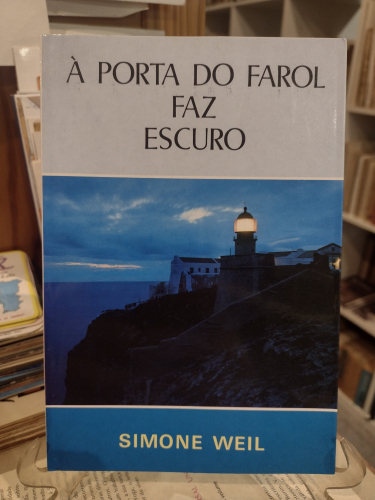 À PORTA DO FAROL
FAZ
ESCURO
SIMONE WEIL